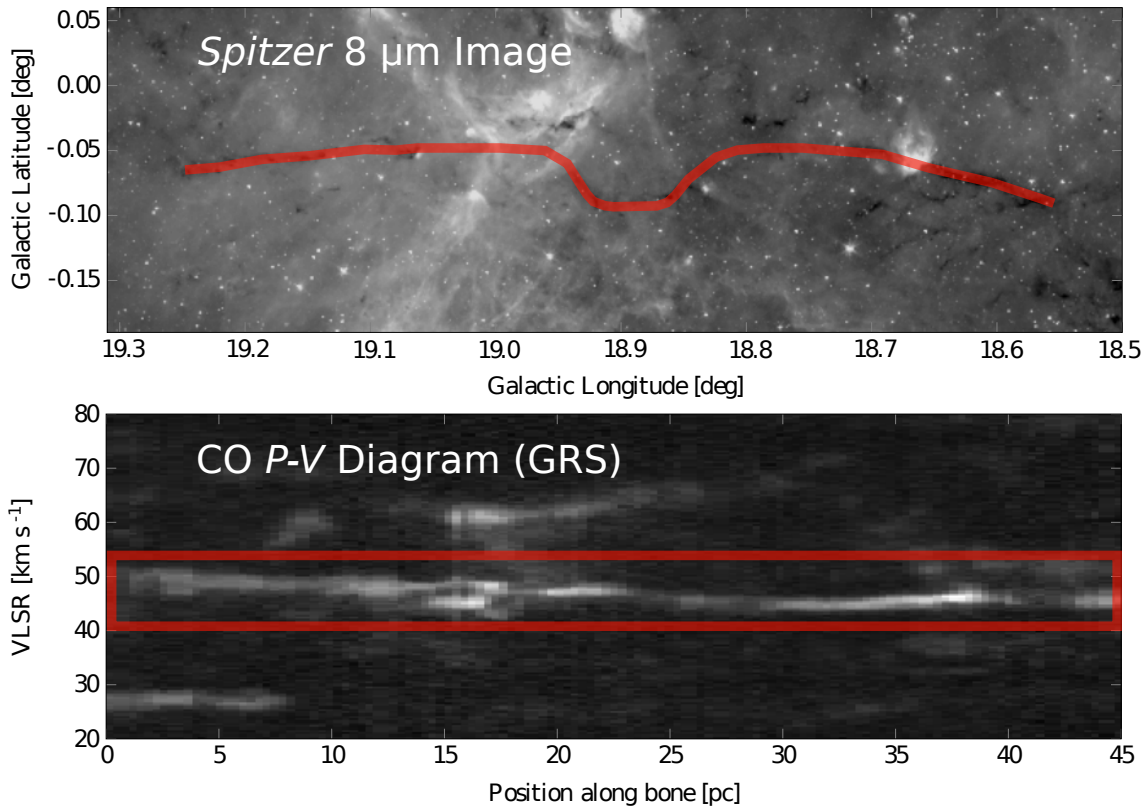 Spitzer 8 μm Image
Galactic Latitude [deg]
0.05
0.00
-0.05
-0.10
-0.15
19.3 19.2 19.1 19.0 18.9 18.8 18.7 18.6 18.5
Galactic Longitude [deg]
CO P-V Diagram (GRS)
VLSR [km s⁻¹]
80
70
60
50
40
30
20
0 5 10 15 20 25 30 35 40 45
Position along bone [pc]